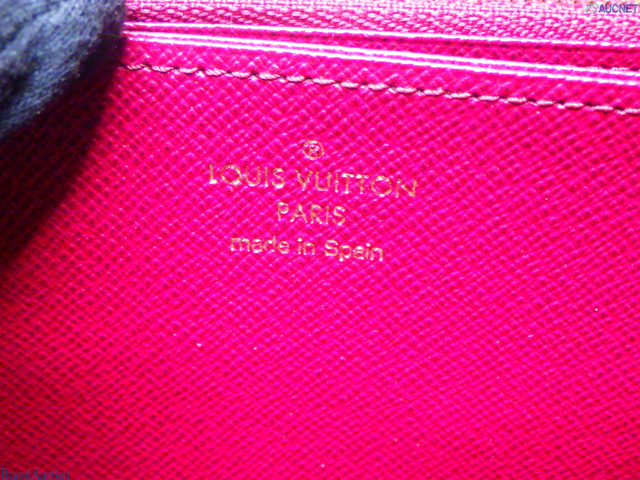 AUCNET
®
LOUIS VUITTON
PARIS
made in Spain